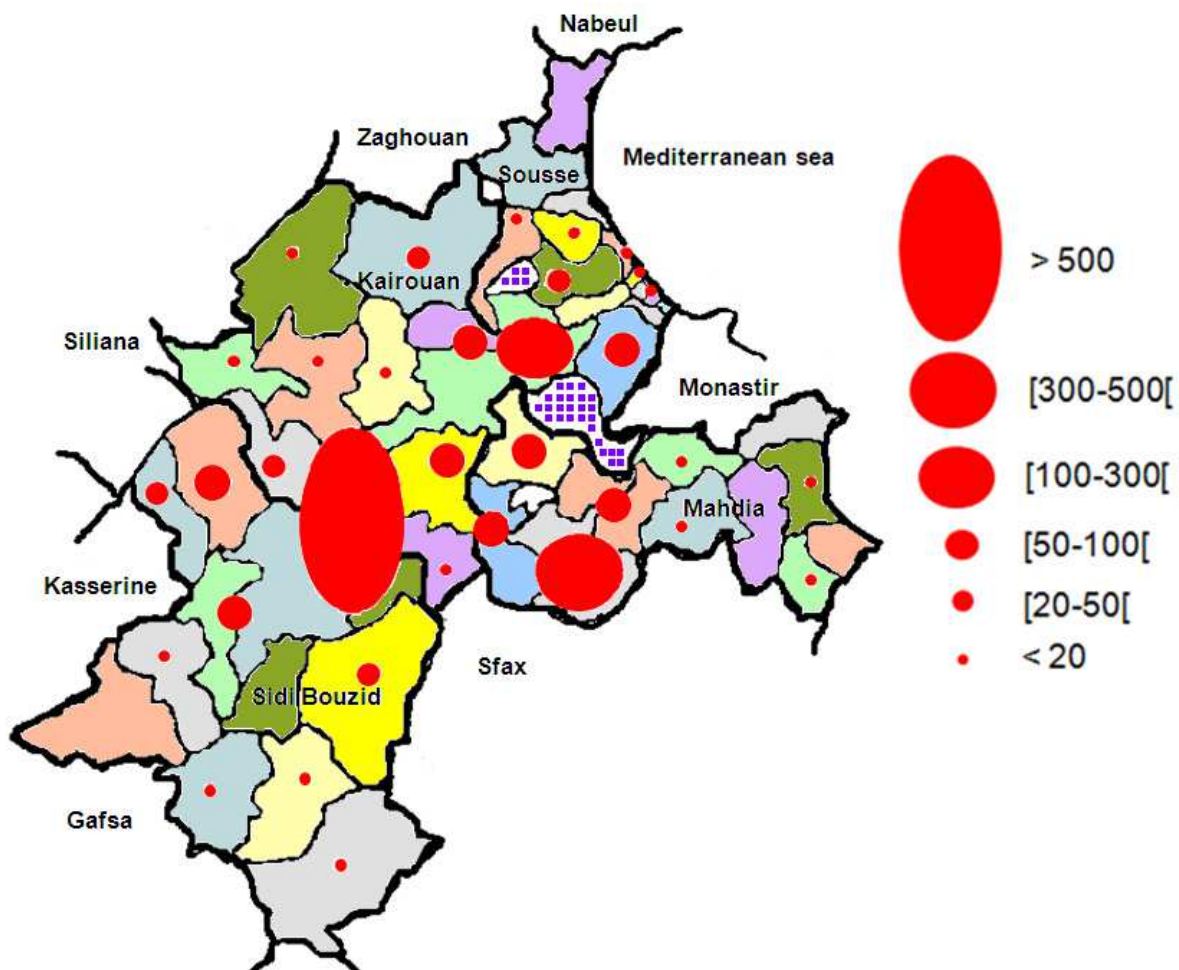 Nabeul
Zaghouan
Mediterranean sea
Sousse
Kairouan
Siliana
Monastir
Mahdia
Kasserine
Sfax
Sidi Bouzid
Gafsa
> 500
[300-500[
[100-300[
[50-100[
[20-50[
< 20